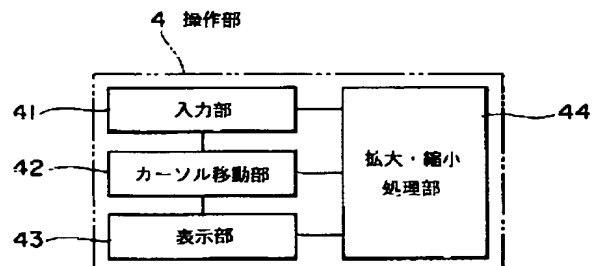 4 操作部
41
入力部
44
42
カーソル移動部
拡大・縮小
処理部
43
表示部